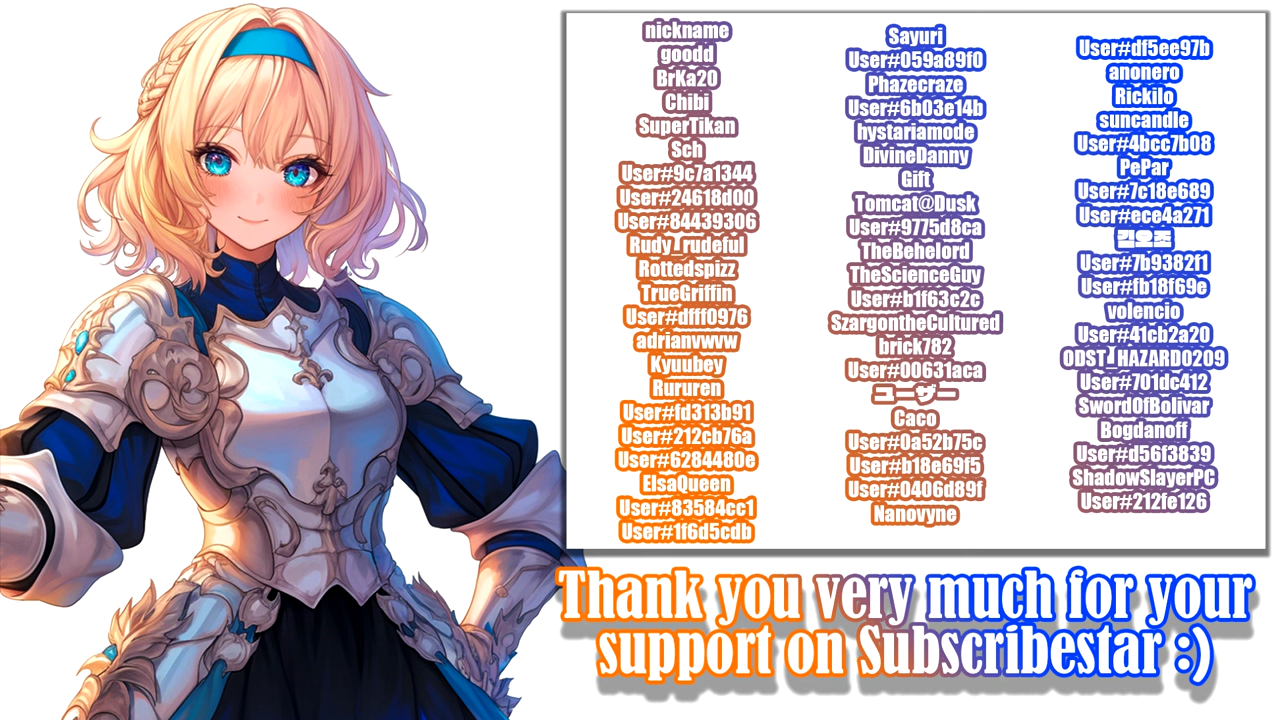 nickname
goodd
BrKa20
Chibi
SuperTikan
Sch
User#9c7a1344
User#24618d00
User#84439306
Rudy_rudeful
Rottedspizz
TrueGriffin
User#dfff0976
adrianvwvw
Kyuubey
Rururen
User#fd313b91
User#212cb76a
User#6284480e
ElsaQueen
User#83584cc1
User#1f6d5cdb
Sayuri
User#059a89f0
Phazecraze
User#6b03e14b
hystariamode
DivineDanny
Gift
Tomcat@Dusk
User#9775d8ca
TheBehelord
TheScienceGuy
User#b1f63c2c
SzargontheCultured
brick782
User#00631aca
ユーザー
Caco
User#0a52b75c
User#b18e69f5
User#0406d89f
Nanovyne
User#df5ee97b
anonero
Rickilo
suncandle
User#4bcc7b08
PePar
User#7c18e689
User#ece4a271
User#7b9382f1
User#fb18f69e
volencio
User#41cb2a20
ODST_HAZARD0209
User#701dc412
SwordOfBolivar
Bogdanoff
User#d56f3839
ShadowSlayerPC
User#212fe126
Thank you very much for your
support on Subscribestar :)